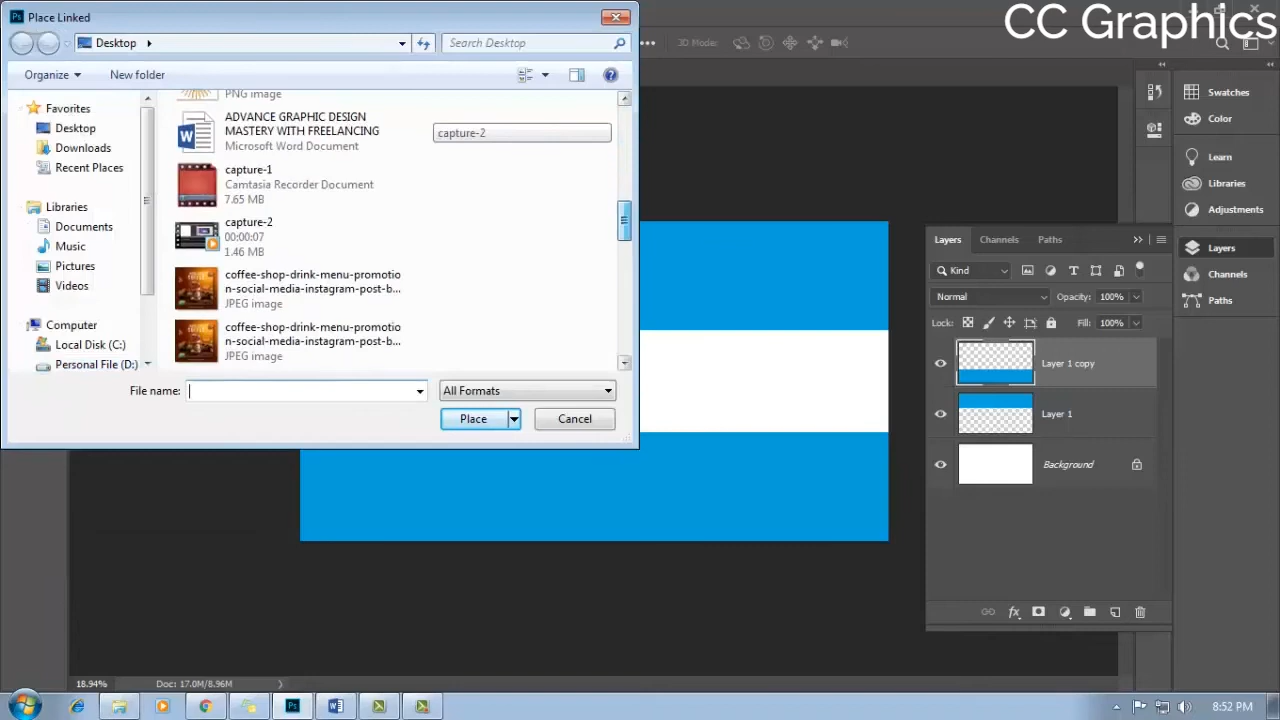 Place Linked
CC Graphics
Desktop
Search Desktop
3D Mode:
Organize
New folder
Favorites
Desktop
Downloads
Recent Places
Libraries
Documents
Music
Pictures
Videos
Computer
Local Disk (C:)
Personal File (D:)
PNG image
ADVANCE GRAPHIC DESIGN
MASTERY WITH FREELANCING
Microsoft Word Document
capture-2
capture-1
Camtasia Recorder Document
7.65 MB
capture-2
00:00:07
1.46 MB
coffee-shop-drink-menu-promotio
n-social-media-instagram-post-b...
JPEG image
coffee-shop-drink-menu-promotio
n-social-media-instagram-post-b...
JPEG image
File name:
All Formats
Place
Cancel
Swatches
Color
Learn
Libraries
Adjustments
Layers
Channels
Paths
Layers
Channels
Paths
Kind
Normal
Opacity: 100%
Lock:
Fill: 100%
Layer 1 copy
Layer 1
Background
18.94%
Doc: 17.0M/8.96M
8:52 PM